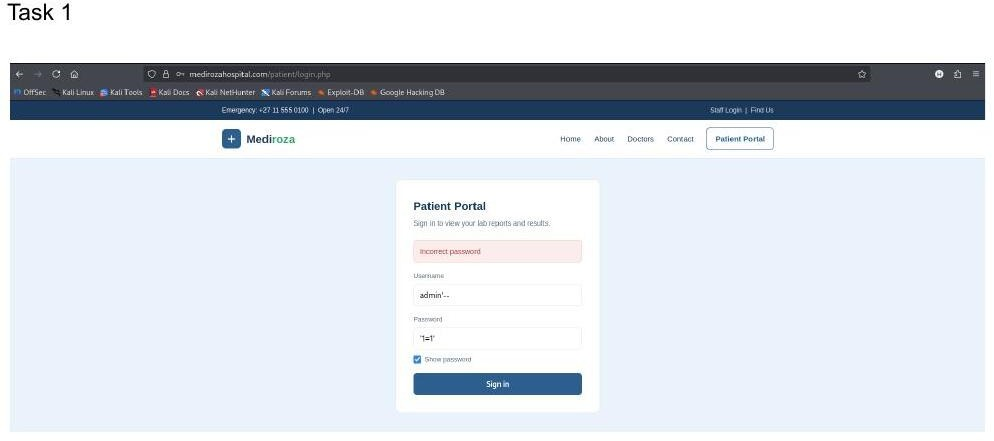 Task 1
medirozahospital.com/patient/login.php
OffSec Kali Linux Kali Tools Kali Docs Kali NetHunter Kali Forums Exploit-DB Google Hacking DB
Emergency: +27 11 555 0100 | Open 24/7 Staff Login | Find Us
Mediroza Home About Doctors Contact Patient Portal
Patient Portal
Sign in to view your lab reports and results.
Incorrect password
Username
admin'--
Password
'1=1'
Show password
Sign in